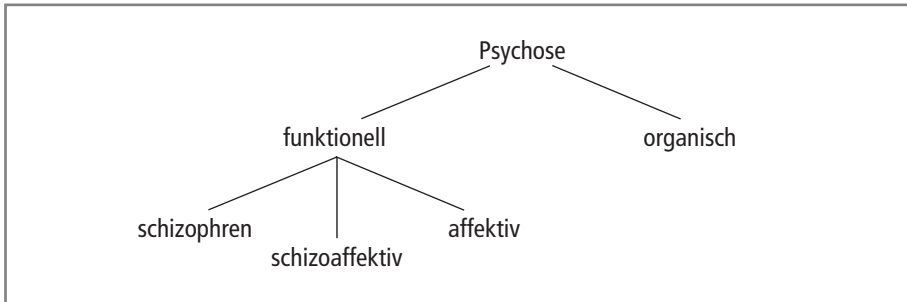 Psychose
funktionell organisch
schizophren affektiv
schizoaffektiv